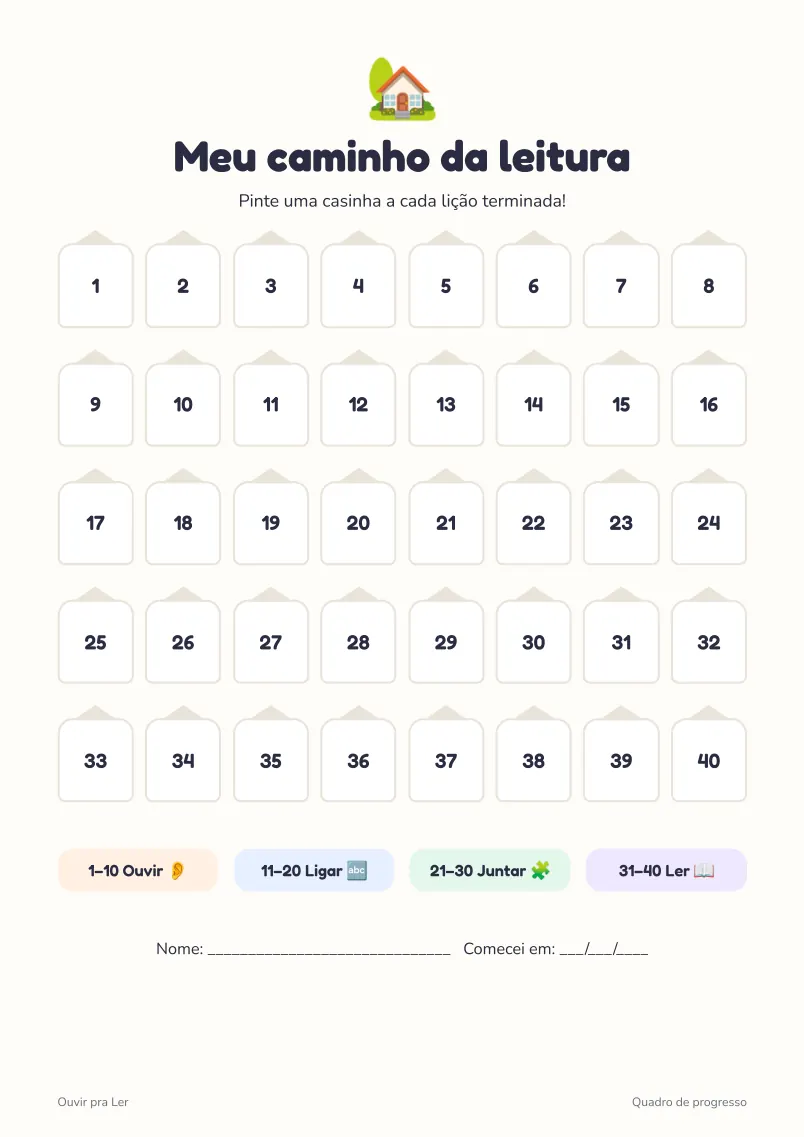 Meu caminho da leitura
Pinte uma casinha a cada lição terminada!
1 2 3 4 5 6 7 8
9 10 11 12 13 14 15 16
17 18 19 20 21 22 23 24
25 26 27 28 29 30 31 32
33 34 35 36 37 38 39 40
1–10 Ouvir 👂 11–20 Ligar 🔤 21–30 Juntar 🧩 31–40 Ler 📖
Nome: ______________________________ Comecei em: ___/___/____
Ouvir pra Ler Quadro de progresso